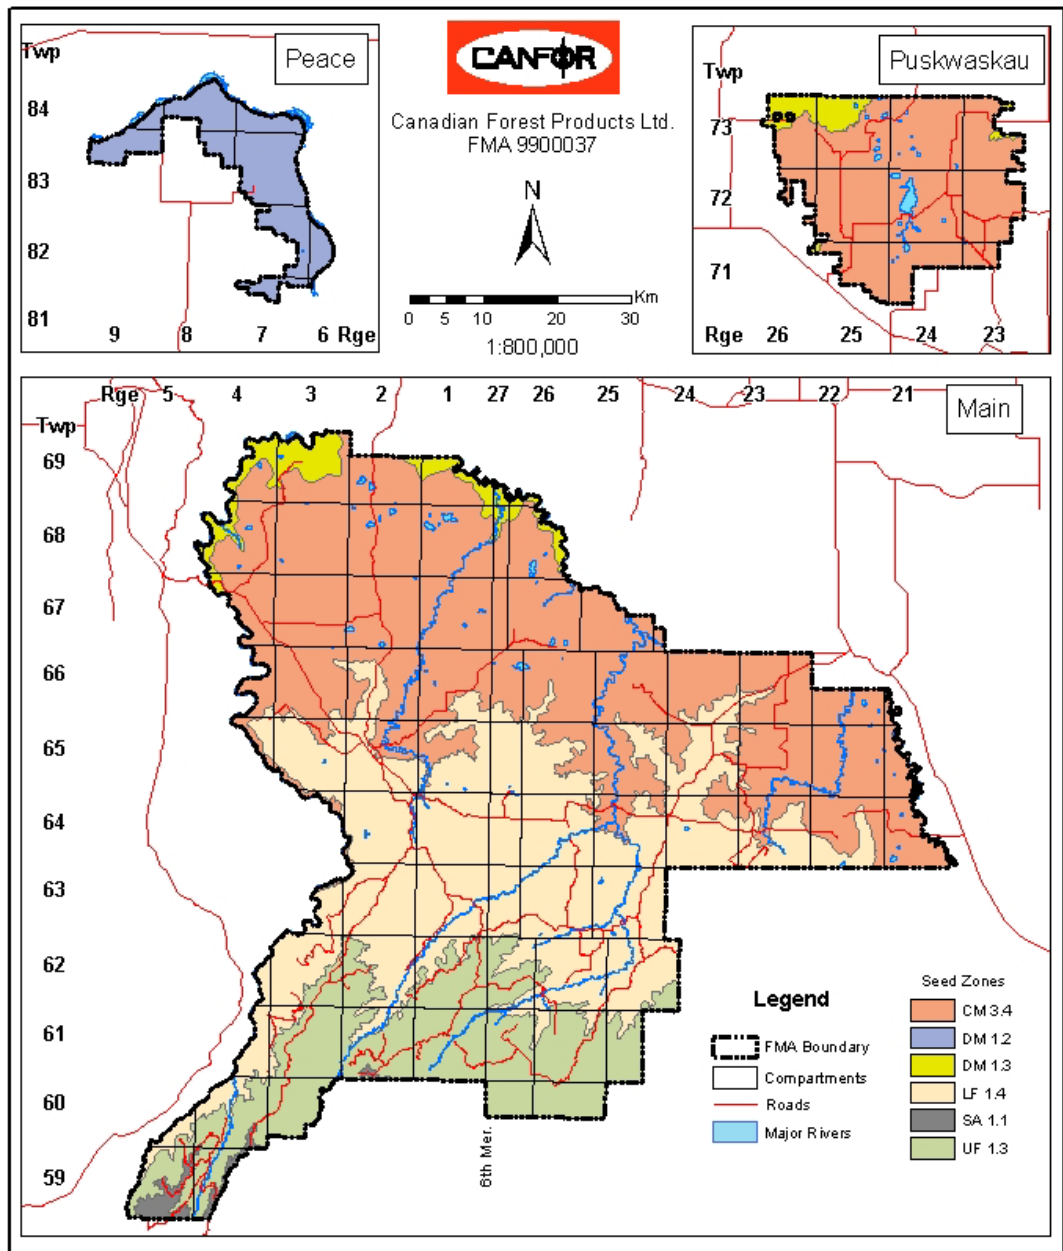 Twp
Peace
84
83
82
81
9 8 7 6 Rge
CANFOR
Canadian Forest Products Ltd.
FMA 9900037
N
Km
0 5 10 20 30
1:800,000
Puskwaskau
Twp
73
72
71
Rge 26 25 24 23
Rge 5 4 3 2 1 27 26 25 24 23 22 21
Main
Twp
69
68
67
66
65
64
63
62
61
60
59
6th Mer.
Legend
FMA Boundary
Compartments
Roads
Major Rivers
Seed Zones
CM 3.4
DM 1.2
DM 1.3
LF 1.4
SA 1.1
UF 1.3